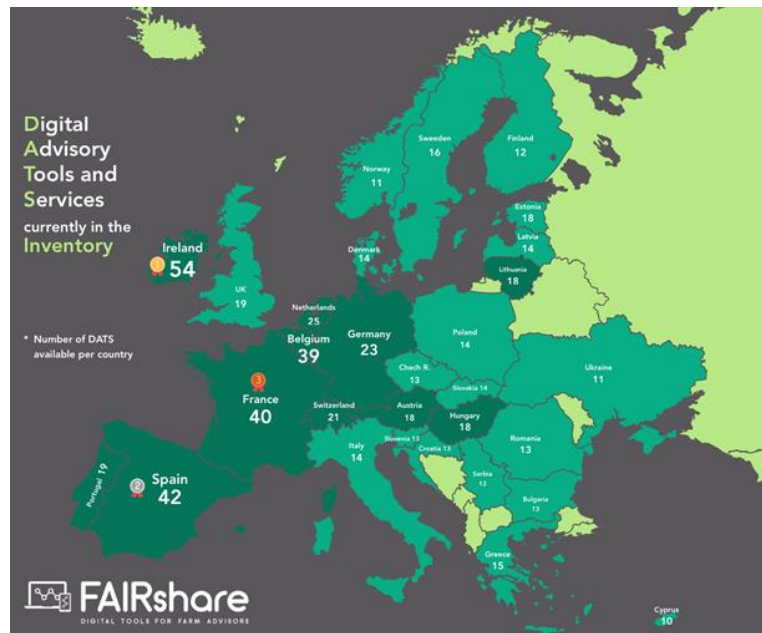 Digital
Advisory
Tools and
Services
currently in the
Inventory
* Number of DATS
available per country
Sweden
16
Finland
12
Norway
11
Estonia
18
Latvia
14
Lithuania
18
Denmark
14
Ireland
1
54
UK
19
Netherlands
25
Belgium
39
Germany
23
Poland
14
Chech R.
13
Slovakia 14
Ukraine
11
3
France
40
Switzerland
21
Austria
18
Hungary
18
Slovenia 13
Croatia 13
Romania
13
Italy
14
Serbia
13
Bulgaria
13
Portugal 19
2
Spain
42
Greece
15
Cyprus
10
FAIRshare
DIGITAL TOOLS FOR FARM ADVISORS